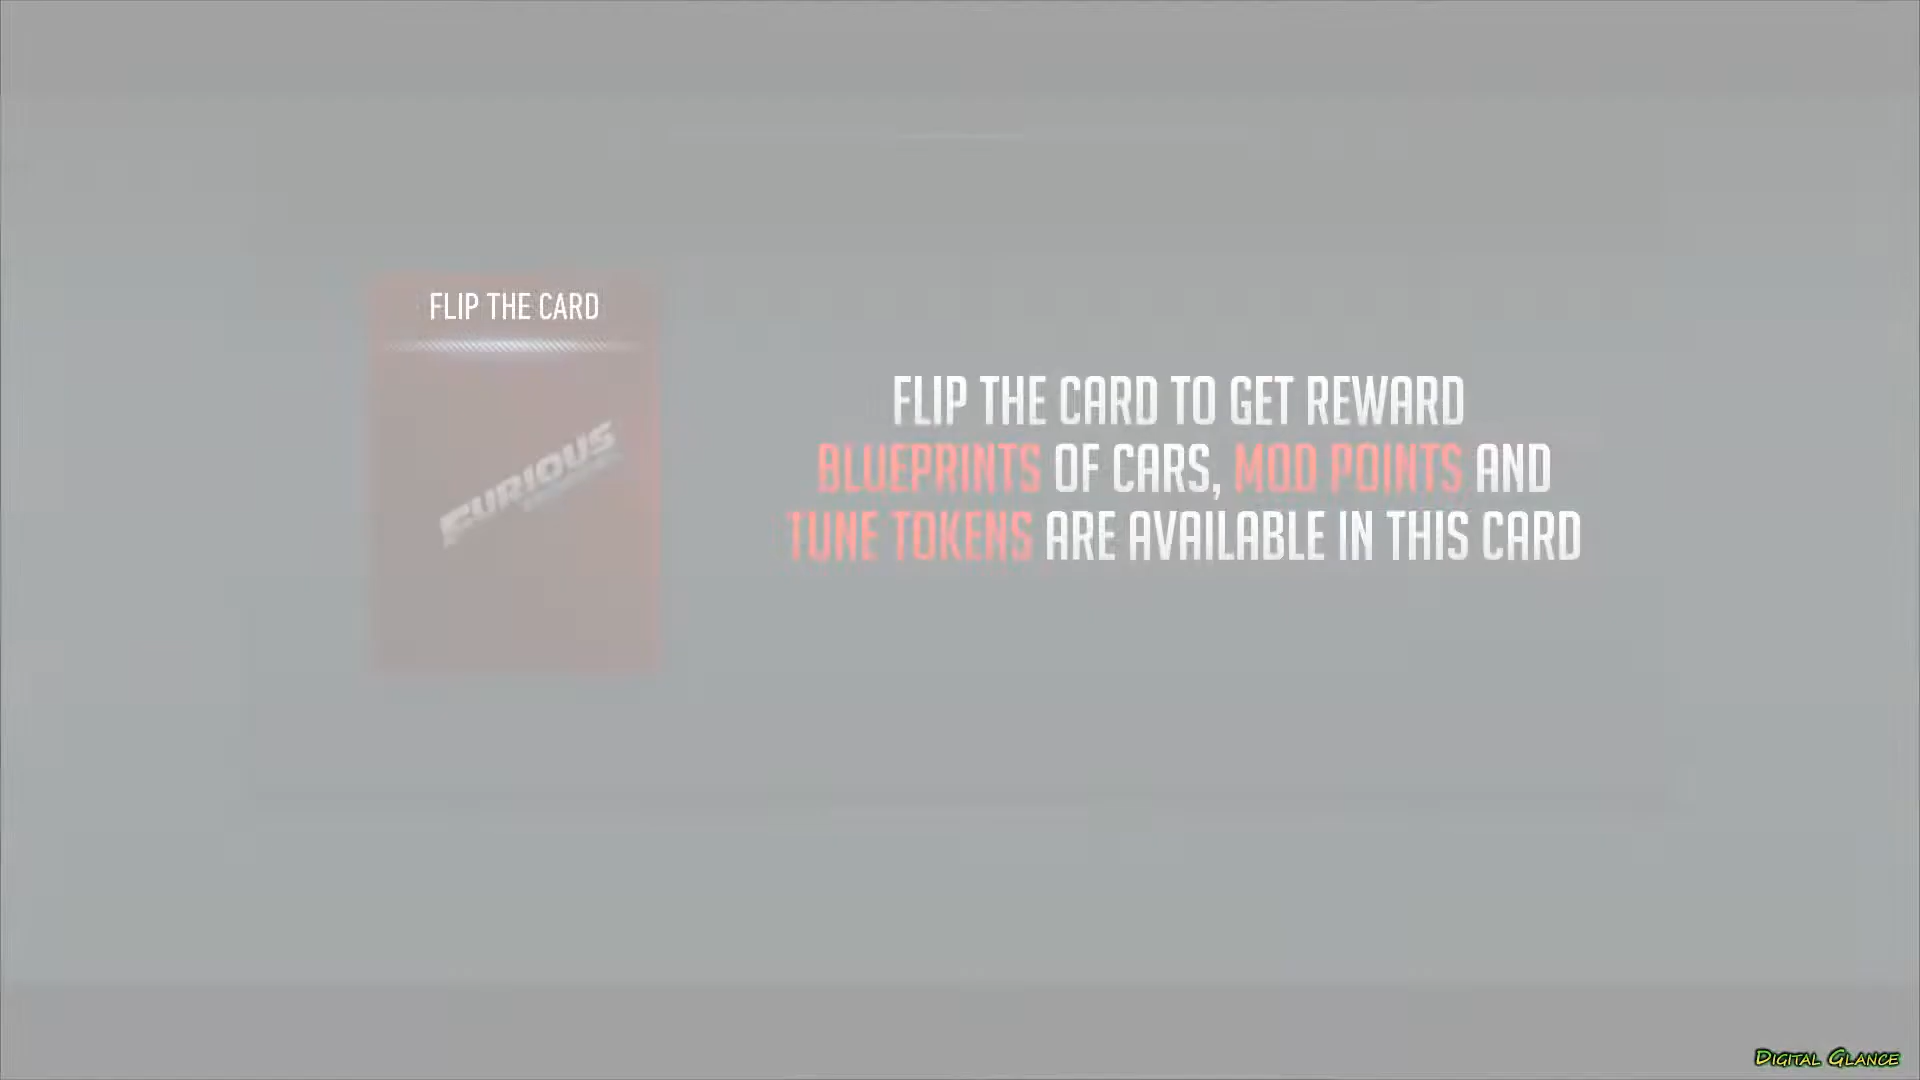 FLIP THE CARD
FURIOUS
FLIP THE CARD TO GET REWARD
BLUEPRINTS OF CARS, MOD POINTS AND
TUNE TOKENS ARE AVAILABLE IN THIS CARD
DIGITAL GLANCE